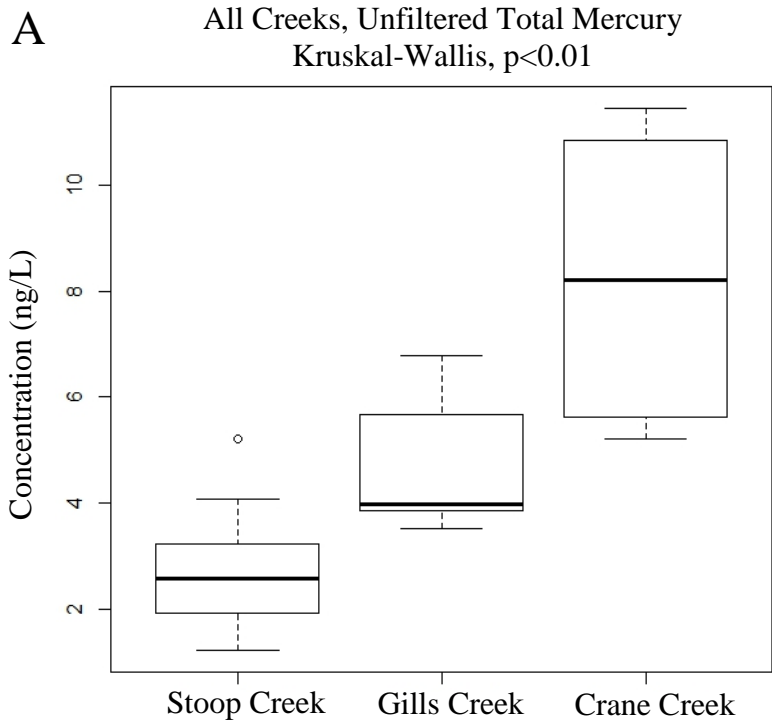 A
All Creeks, Unfiltered Total Mercury
Kruskal-Wallis, p<0.01
Concentration (ng/L)
10
8
6
4
2
Stoop Creek Gills Creek Crane Creek